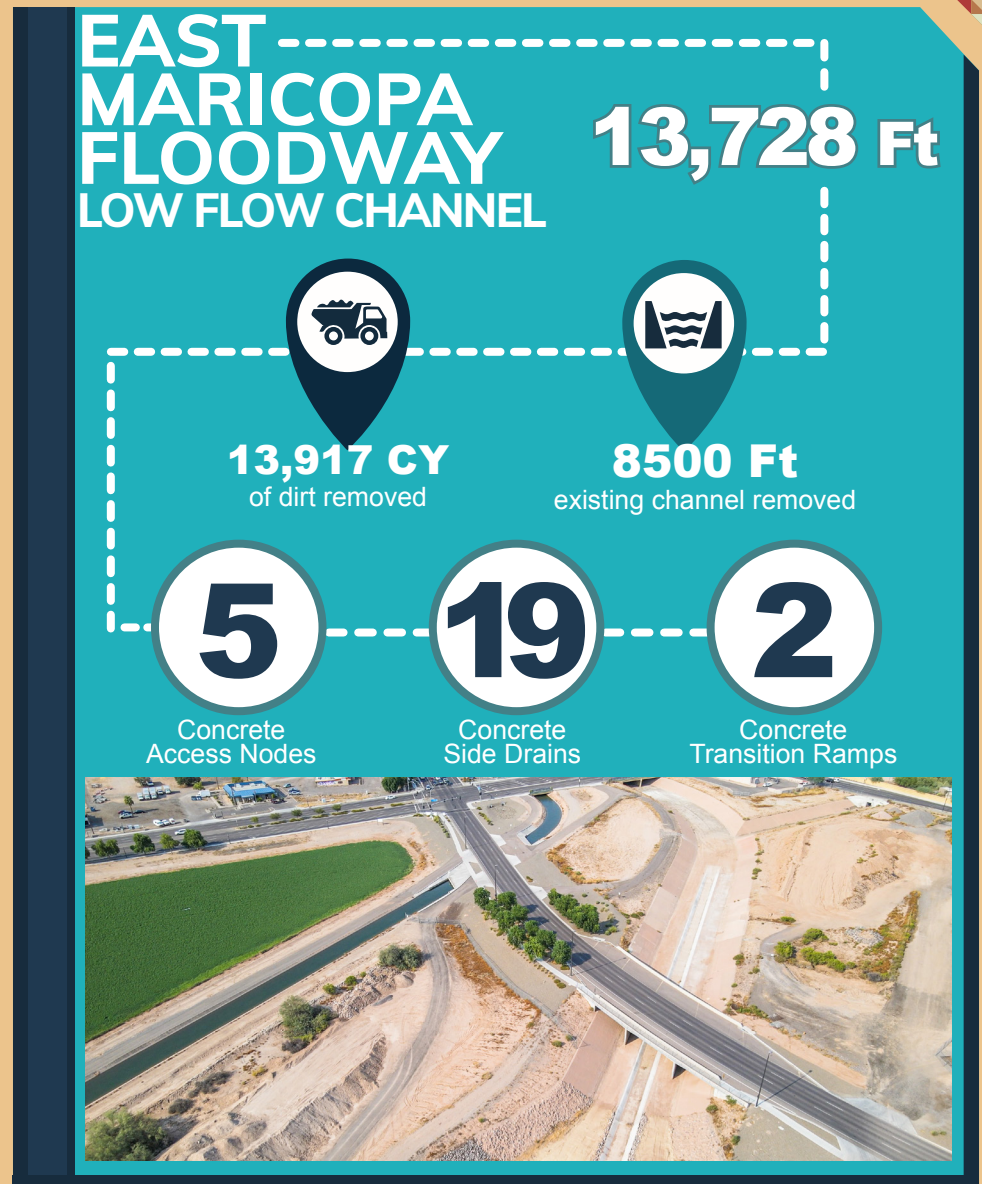 EAST
MARICOPA
FLOODWAY
LOW FLOW CHANNEL
13,728 Ft
13,917 CY
of dirt removed
8500 Ft
existing channel removed
5
Concrete
Access Nodes
19
Concrete
Side Drains
2
Concrete
Transition Ramps